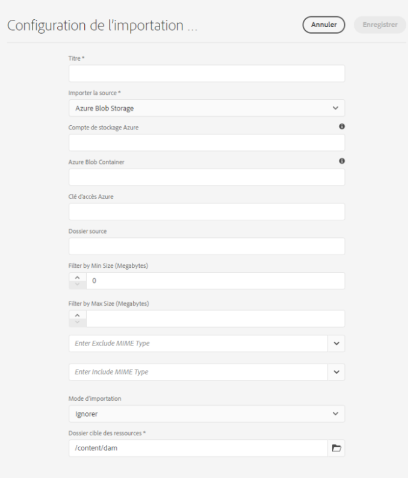 Configuration de l'importation ...
Annuler
Enregistrer
Titre *
Importer la source *
Azure Blob Storage
Compte de stockage Azure
Azure Blob Container
Clé d'accès Azure
Dossier source
Filter by Min Size (Megabytes)
0
Filter by Max Size (Megabytes)
Enter Exclude MIME Type
Enter Include MIME Type
Mode d'importation
Ignorer
Dossier cible des ressources *
/content/dam